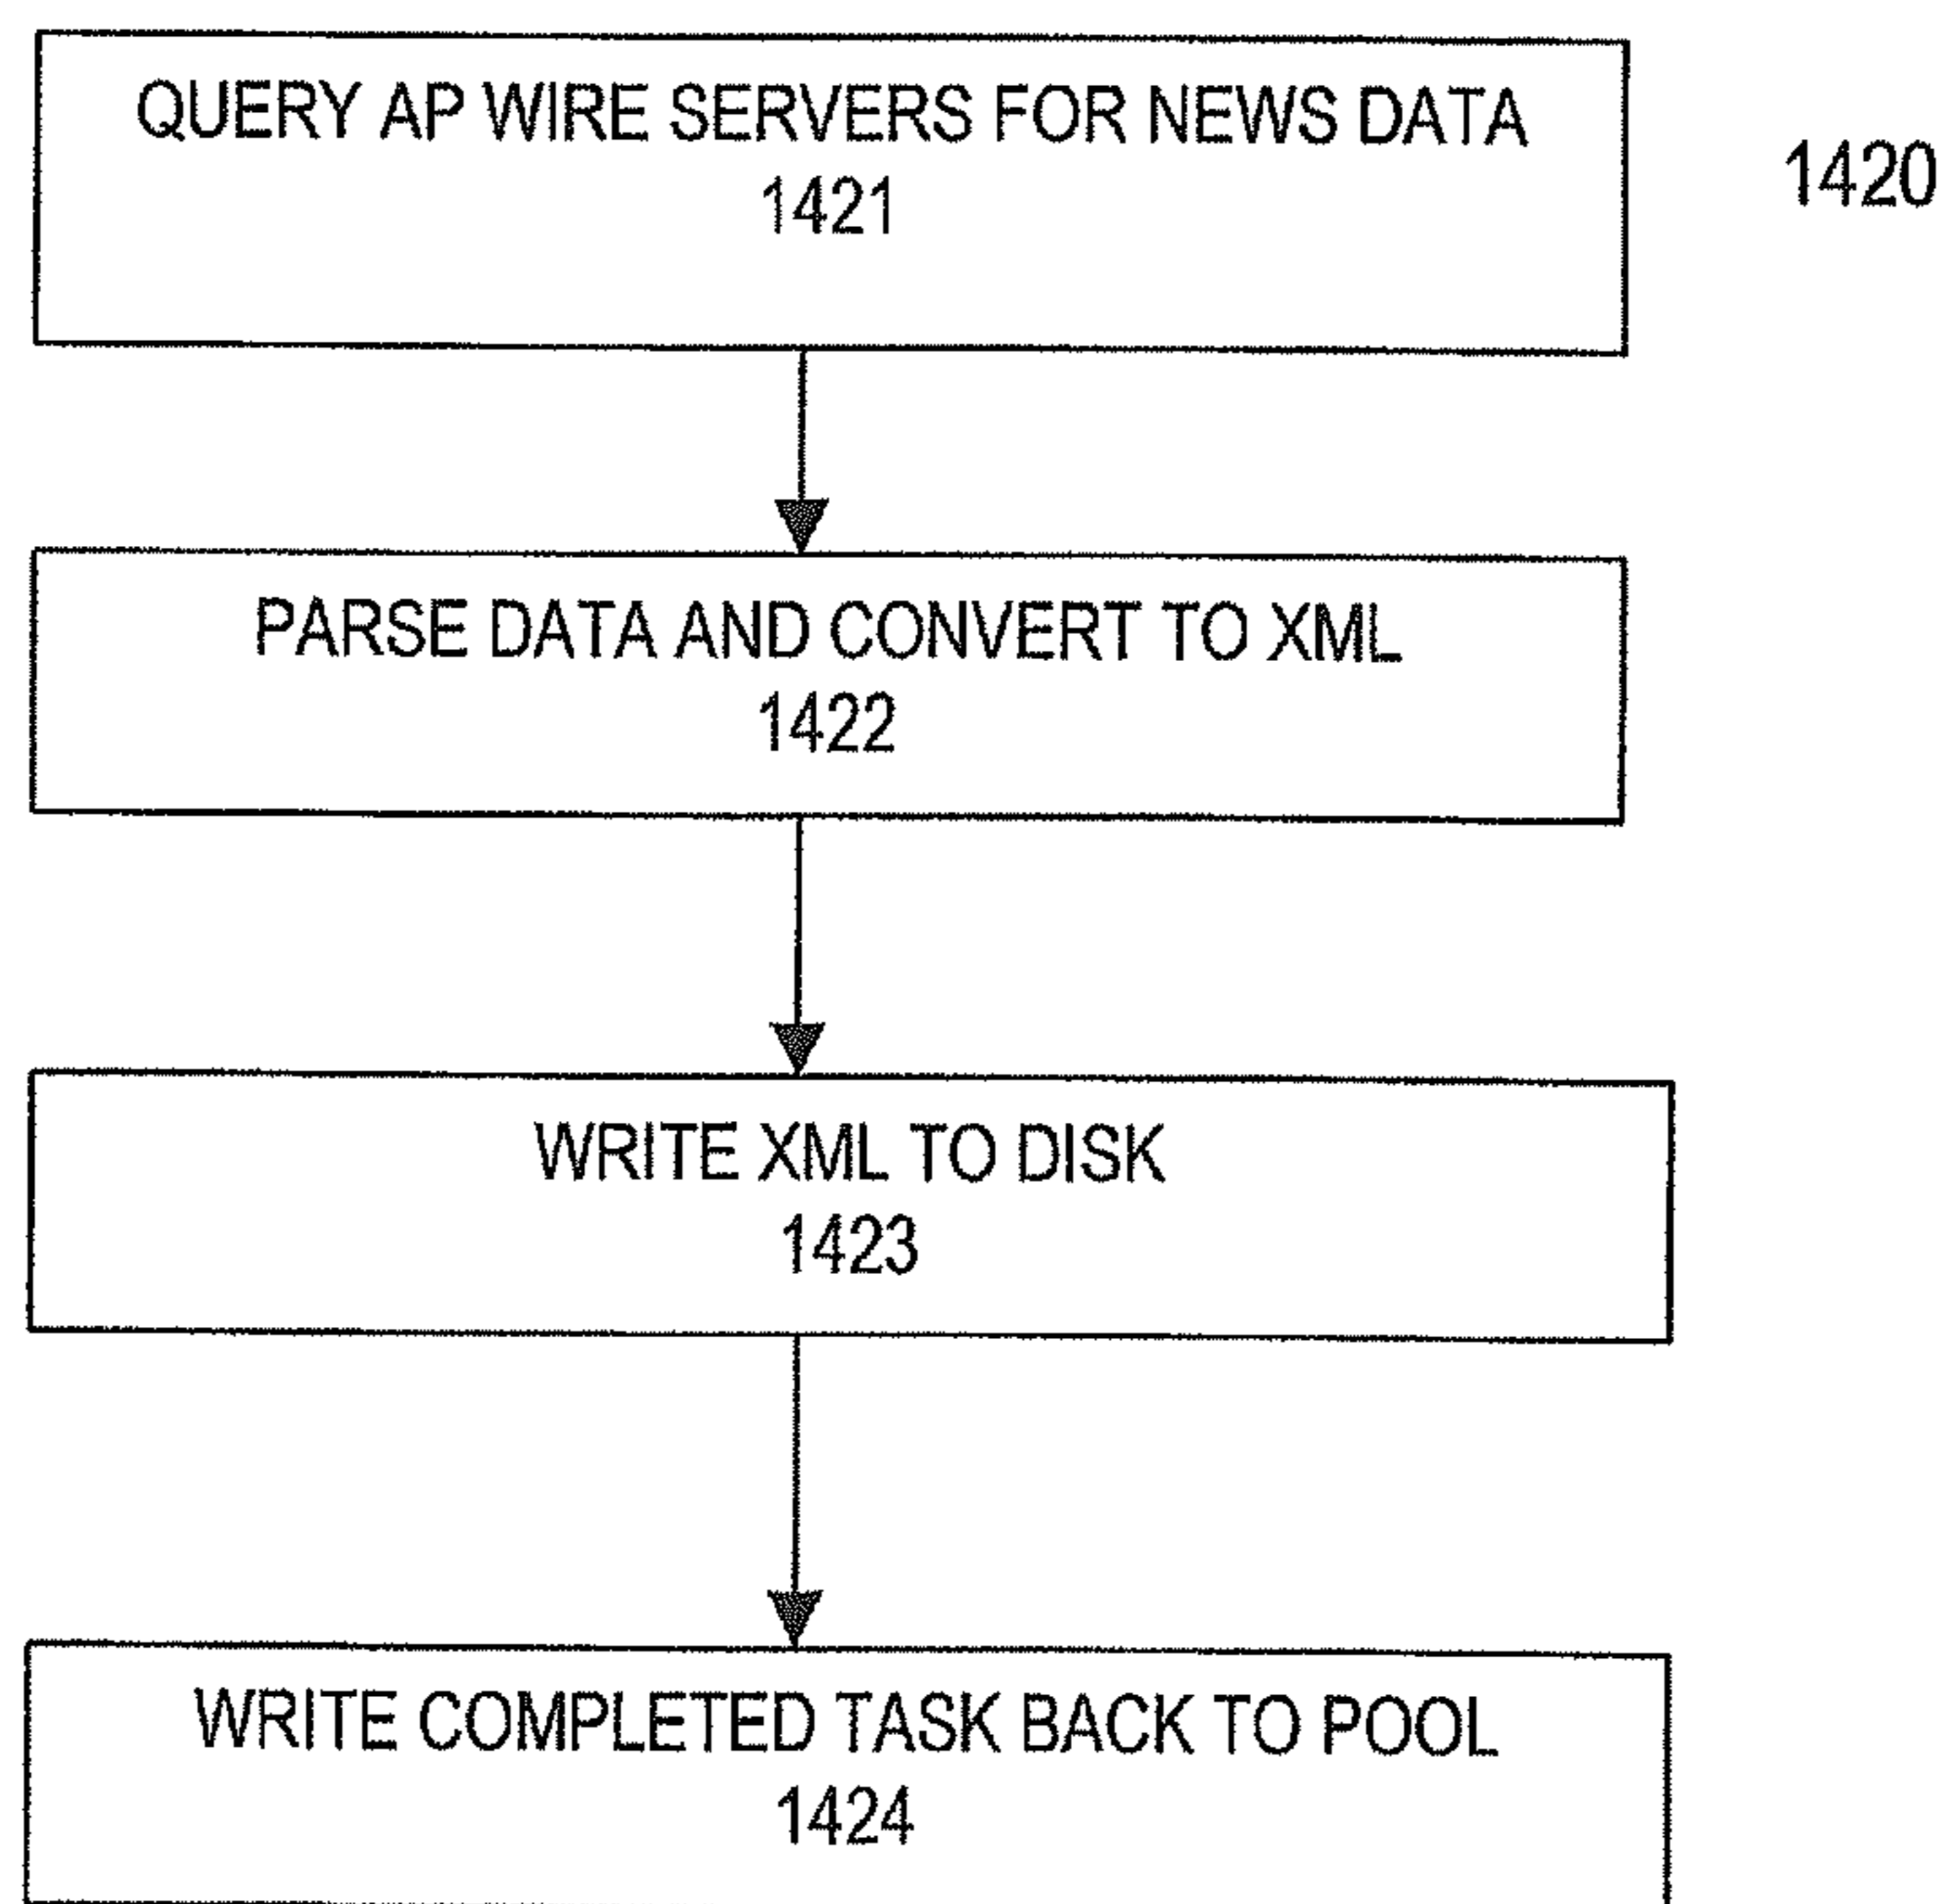 QUERY AP WIRE SERVERS FOR NEWS DATA
1421
1420
PARSE DATA AND CONVERT TO XML
1422
WRITE XML TO DISK
1423
WRITE COMPLETED TASK BACK TO POOL
1424